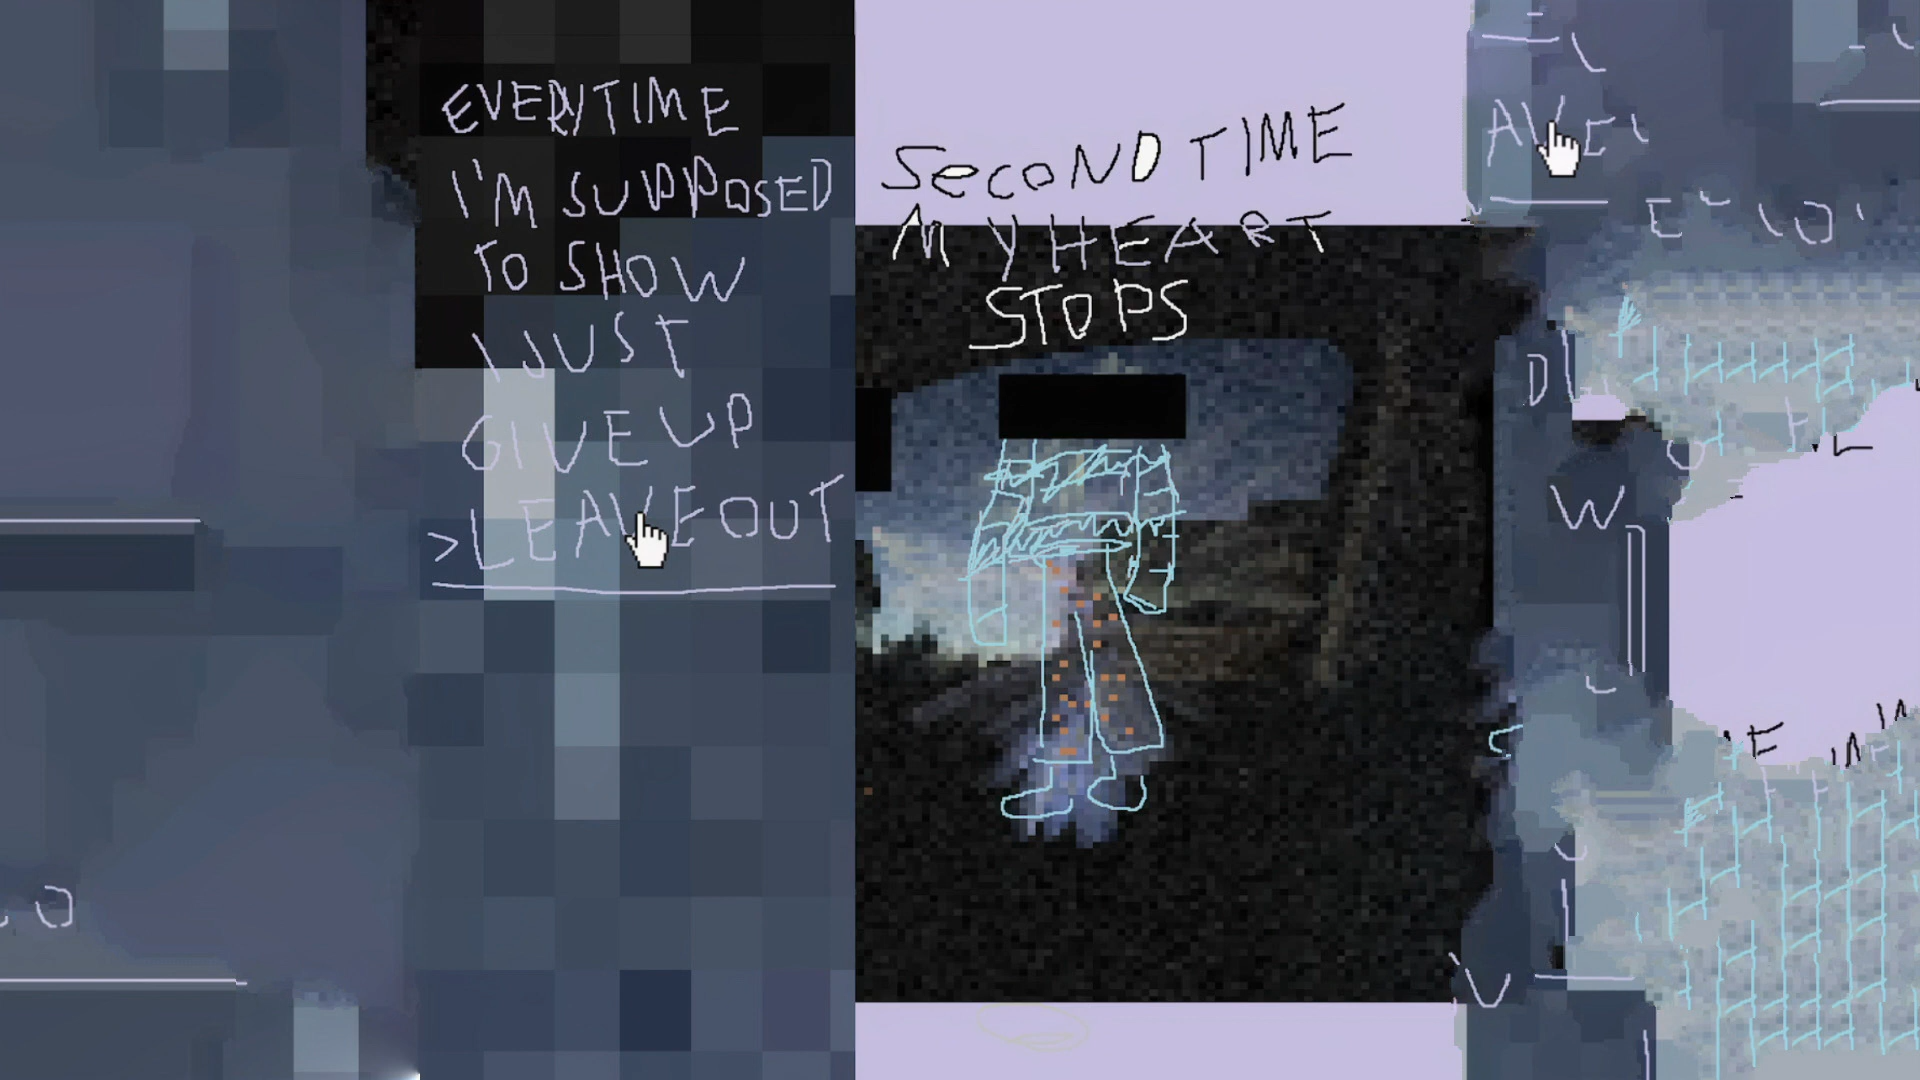 EVERYTIME
I'M SUPPOSED
TO SHOW
I JUST
GIVE UP
>LEAVE OUT
SecoND TIME
MY HEART
STOPS